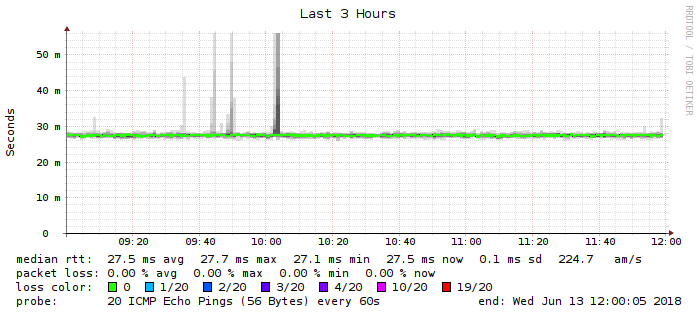 Last 3 Hours
RRDTOOL / TOBI OETIKER
Seconds
50 m
40 m
30 m
20 m
10 m
0
09:20 09:40 10:00 10:20 10:40 11:00 11:20 11:40 12:00
median rtt: 27.5 ms avg 27.7 ms max 27.1 ms min 27.5 ms now 0.1 ms sd 224.7 am/s
packet loss: 0.00 % avg 0.00 % max 0.00 % min 0.00 % now
loss color: 0 1/20 2/20 3/20 4/20 10/20 19/20
probe: 20 ICMP Echo Pings (56 Bytes) every 60s end: Wed Jun 13 12:00:05 2018